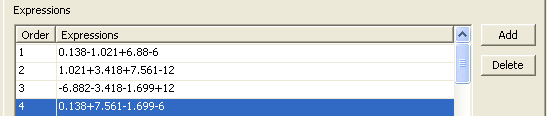 Expressions
Order Expressions
1 0.138-1.021+6.88-6
Add
2 1.021+3.418+7.561-12
Delete
3 -6.882-3.418-1.699+12
4 0.138+7.561-1.699-6